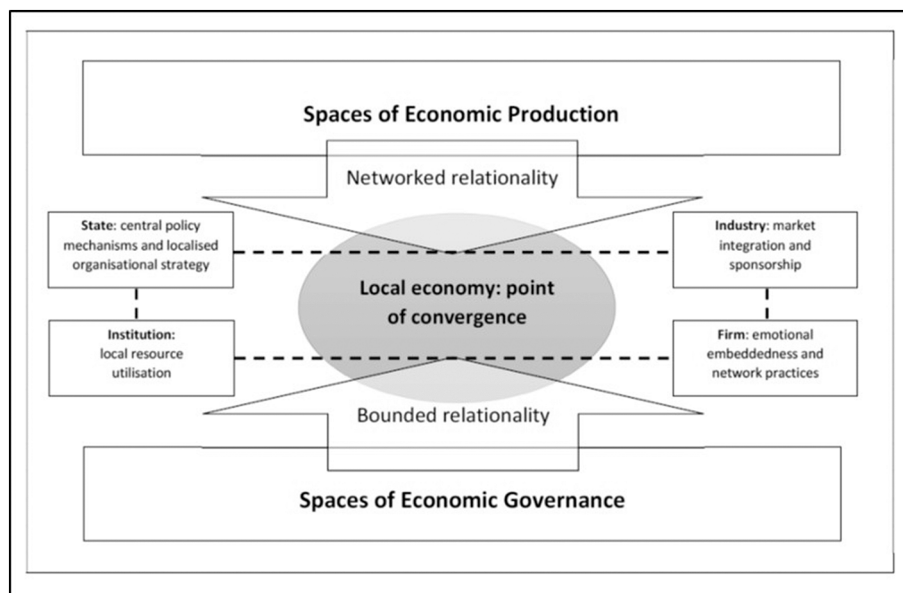 Spaces of Economic Production
Networked relationality
State: central policy
mechanisms and localised
organisational strategy
Industry: market
integration and
sponsorship
Local economy: point
of convergence
Institution:
local resource
utilisation
Firm: emotional
embeddedness and
network practices
Bounded relationality
Spaces of Economic Governance